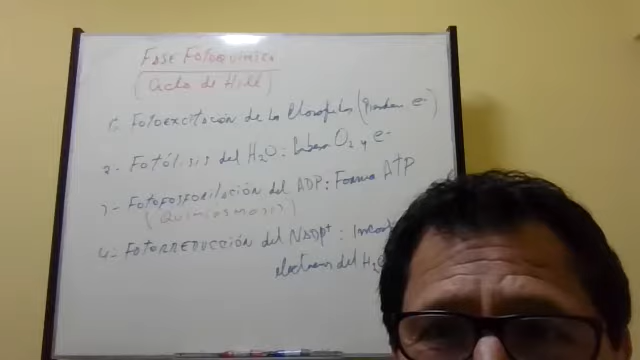 FASE FOTOQUÍMICA
(Ciclo de Hill)
1.- Fotoexcitación de la Clorofila (Pierden e-)
2.- Fotólisis del H2O: Libera O2 y e-
3.- Fotofosforilación del ADP: Forma ATP
(Quimiosmosis)
4.- FOTORREDUCCIÓN del NADP+:
electrones del H2O